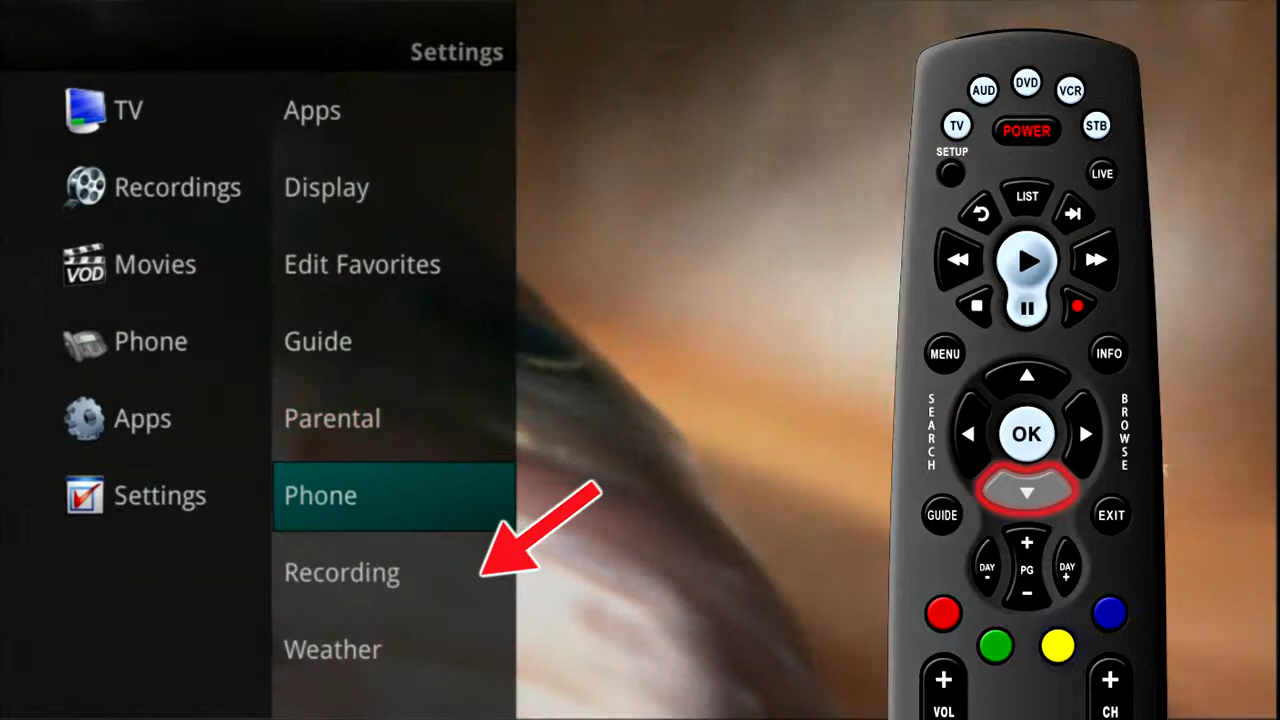 Settings
TV
Recordings
Movies
VOD
Phone
Apps
Settings
Apps
Display
Edit Favorites
Guide
Parental
Phone
Recording
Weather
AUD
DVD
VCR
TV
POWER
STB
SETUP
LIVE
LIST
MENU
INFO
SEARCH
OK
BROWSE
GUIDE
EXIT
DAY
-
+
PG
-
DAY
+
+
VOL
+
CH